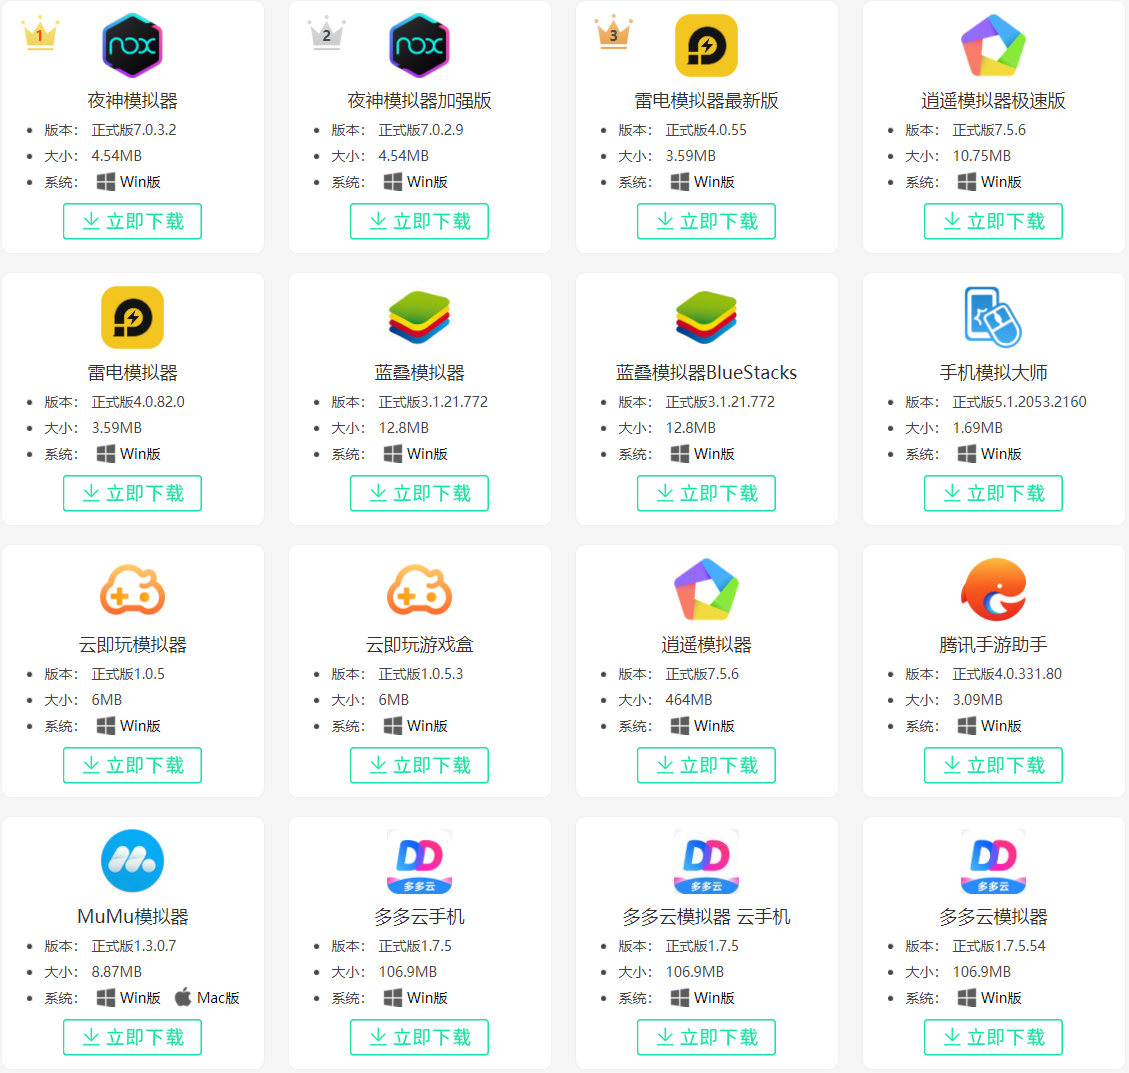 1
nox
夜神模拟器
版本： 正式版7.0.3.2
大小： 4.54MB
系统： Win版
立即下载
2
nox
夜神模拟器加强版
版本： 正式版7.0.2.9
大小： 4.54MB
系统： Win版
立即下载
3
雷电模拟器最新版
版本： 正式版4.0.55
大小： 3.59MB
系统： Win版
立即下载
逍遥模拟器极速版
版本： 正式版7.5.6
大小： 10.75MB
系统： Win版
立即下载
雷电模拟器
版本： 正式版4.0.82.0
大小： 3.59MB
系统： Win版
立即下载
蓝叠模拟器
版本： 正式版3.1.21.772
大小： 12.8MB
系统： Win版
立即下载
蓝叠模拟器BlueStacks
版本： 正式版3.1.21.772
大小： 12.8MB
系统： Win版
立即下载
手机模拟大师
版本： 正式版5.1.2053.2160
大小： 1.69MB
系统： Win版
立即下载
云即玩模拟器
版本： 正式版1.0.5
大小： 6MB
系统： Win版
立即下载
云即玩游戏盒
版本： 正式版1.0.5.3
大小： 6MB
系统： Win版
立即下载
逍遥模拟器
版本： 正式版7.5.6
大小： 464MB
系统： Win版
立即下载
腾讯手游助手
版本： 正式版4.0.331.80
大小： 3.09MB
系统： Win版
立即下载
MuMu模拟器
版本： 正式版1.3.0.7
大小： 8.87MB
系统： Win版 Mac版
立即下载
DD
多多云
多多云手机
版本： 正式版1.7.5
大小： 106.9MB
系统： Win版
立即下载
DD
多多云
多多云模拟器 云手机
版本： 正式版1.7.5
大小： 106.9MB
系统： Win版
立即下载
DD
多多云
多多云模拟器
版本： 正式版1.7.5.54
大小： 106.9MB
系统： Win版
立即下载